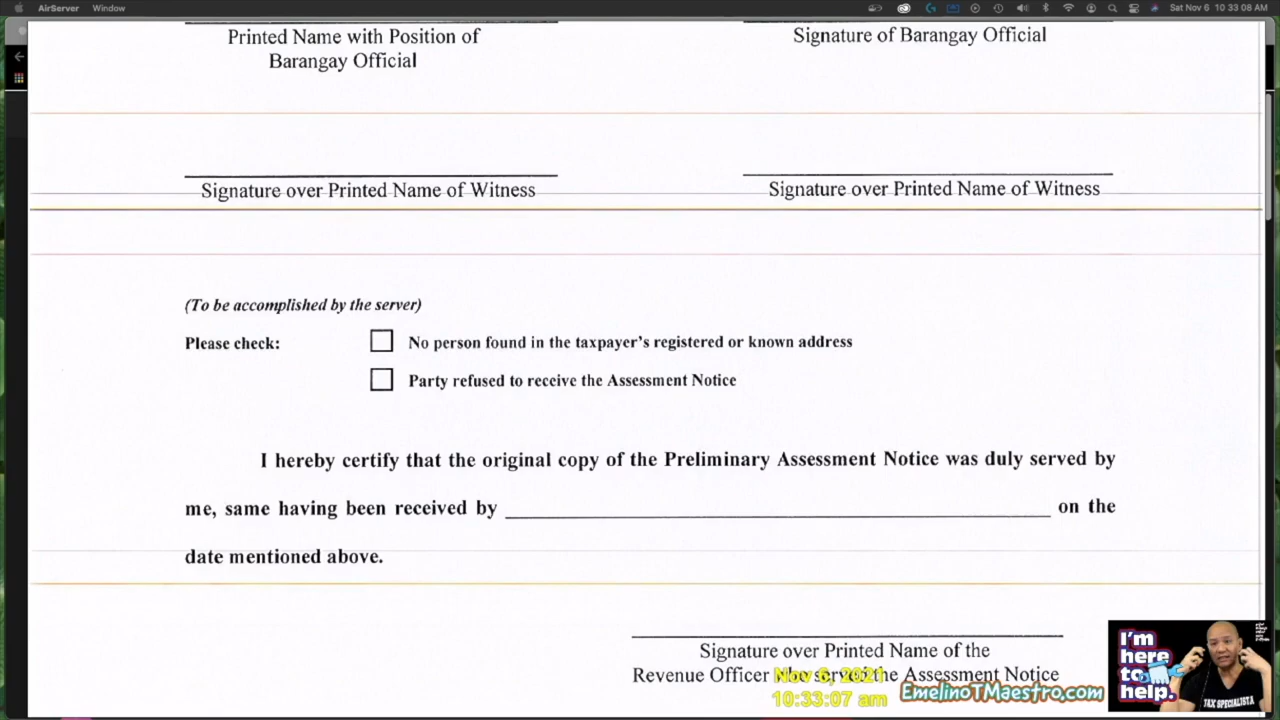 AirServer Window Sat Nov 6 10:33:08 AM
Printed Name with Position of
Barangay Official
Signature of Barangay Official
Signature over Printed Name of Witness
Signature over Printed Name of Witness
(To be accomplished by the server)
Please check:
No person found in the taxpayer's registered or known address
Party refused to receive the Assessment Notice
I hereby certify that the original copy of the Preliminary Assessment Notice was duly served by
me, same having been received by on the
date mentioned above.
Signature over Printed Name of the
Revenue Officer who served the Assessment Notice
Nov 6, 2021
10:33:07 am
EmelinoTMaestro.com
I'm
here
to
help.
TAX SPECIALISTA